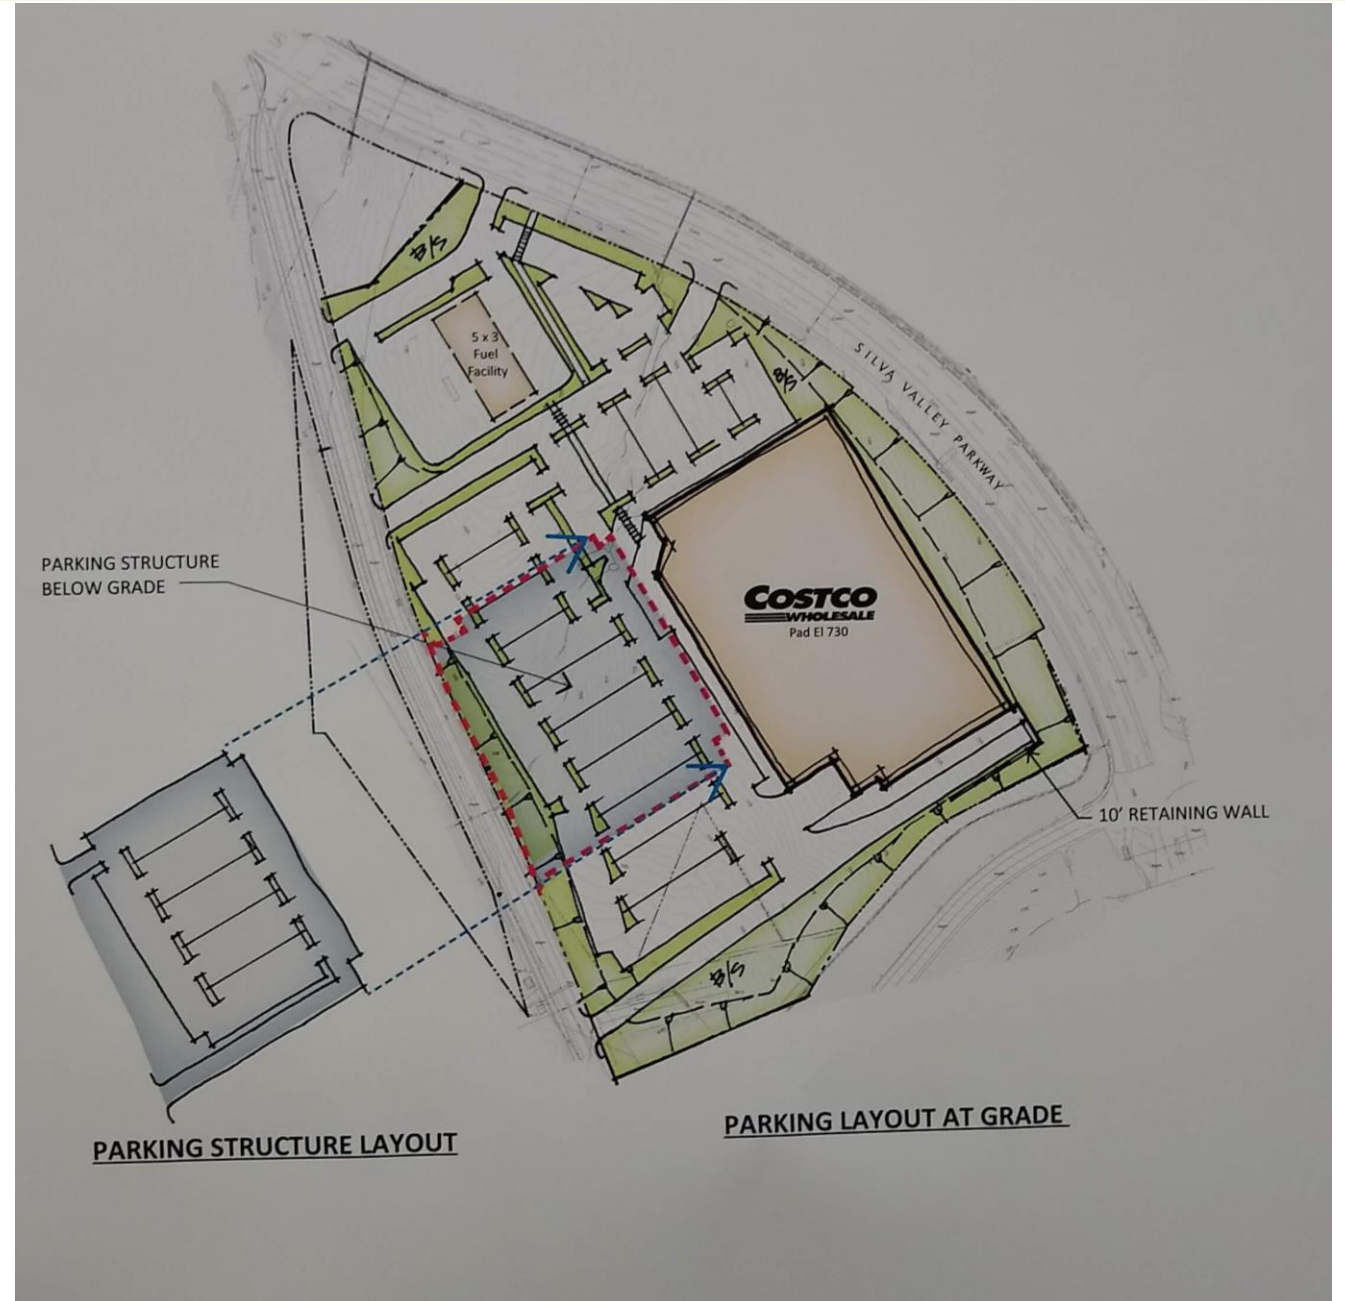 B/S
5 x 3
Fuel
Facility
B/S
SILVA VALLEY PARKWAY
PARKING STRUCTURE
BELOW GRADE
COSTCO
WHOLESALE
Pad El 730
10' RETAINING WALL
B/S
PARKING STRUCTURE LAYOUT
PARKING LAYOUT AT GRADE